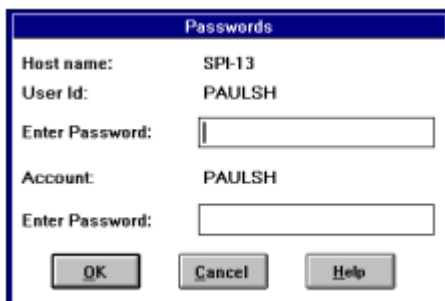 Passwords
Host name: SPI-13
User Id: PAULSH
Enter Password:
Account: PAULSH
Enter Password:
OK Cancel Help